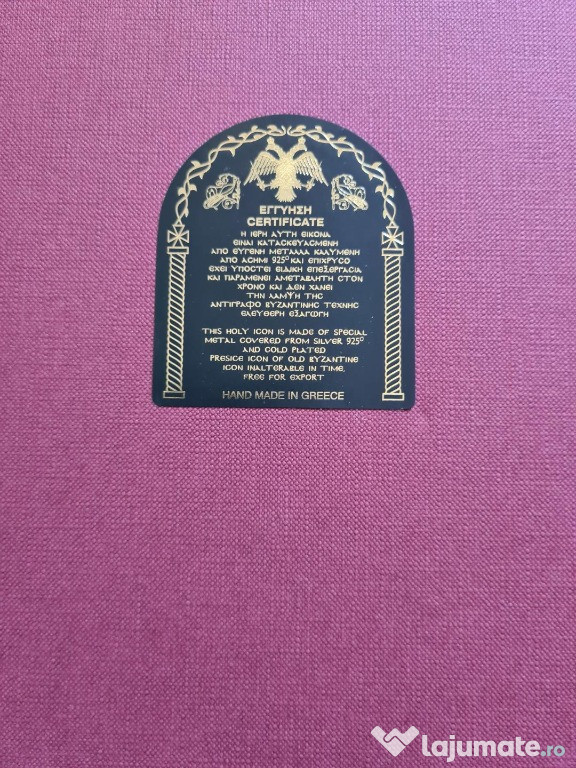 ΕΓΓΥΗΣΗ
CERTIFICATE
Η ΙΕΡΗ ΑΥΤΗ ΕΙΚΟΝΑ
ΕΙΝΑΙ ΚΑΤΑΣΚΕΥΑΣΜΕΝΗ
ΑΠΟ ΕΥΓΕΝΗ ΜΕΤΑΛΛΑ ΚΑΛΥΜΕΝΗ
ΑΠΟ ΑΣΗΜΙ 925° ΚΑΙ ΕΠΙΧΡΥΣΟ
ΕΧΕΙ ΥΠΟΣΤΕΙ ΕΙΔΙΚΗ ΕΠΕΞΕΡΓΑΣΙΑ
ΚΑΙ ΠΑΡΑΜΕΝΕΙ ΑΜΕΤΑΒΛΗΤΗ ΣΤΟΝ
ΧΡΟΝΟ ΚΑΙ ΔΕΝ ΧΑΝΕΙ
ΤΗΝ ΛΑΜΨΗ ΤΗΣ
ΑΝΤΙΓΡΑΦΟ ΒΥΖΑΝΤΙΝΗΣ ΤΕΧΝΗΣ
ΕΛΕΥΘΕΡΗ ΕΞΑΓΩΓΗ
THIS HOLY ICON IS MADE OF SPECIAL
METAL COVERED FROM SILVER 925°
AND GOLD PLATED
PRESICE ICON OF OLD BYZANTINE
ICON INALTERABLE IN TIME.
FREE FOR EXPORT
HAND MADE IN GREECE
lajumate.ro